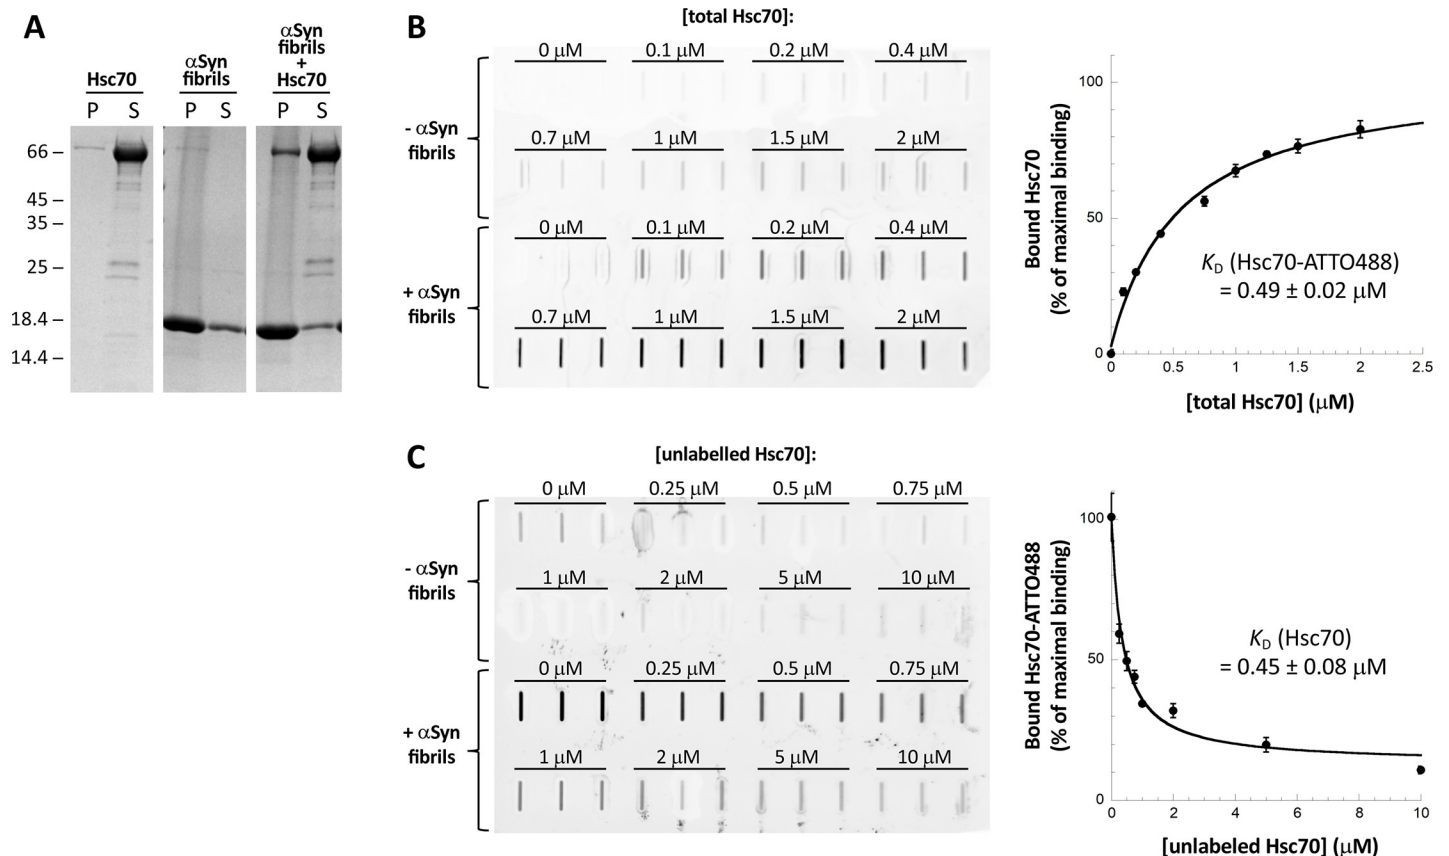 A
Hsc70
αSyn
fibrils
αSyn
fibrils
+
Hsc70
P S P S P S
66 –
45 –
35 –
25 –
18.4 –
14.4 –
B
[total Hsc70]:
- αSyn
fibrils
0 μM 0.1 μM 0.2 μM 0.4 μM
0.7 μM 1 μM 1.5 μM 2 μM
+ αSyn
fibrils
0 μM 0.1 μM 0.2 μM 0.4 μM
0.7 μM 1 μM 1.5 μM 2 μM
Bound Hsc70
(% of maximal binding)
100
50
0
K_D (Hsc70-ATTO488)
= 0.49 ± 0.02 μM
0 0.5 1 1.5 2 2.5
[total Hsc70] (μM)
C
[unlabelled Hsc70]:
- αSyn
fibrils
0 μM 0.25 μM 0.5 μM 0.75 μM
1 μM 2 μM 5 μM 10 μM
+ αSyn
fibrils
0 μM 0.25 μM 0.5 μM 0.75 μM
1 μM 2 μM 5 μM 10 μM
Bound Hsc70-ATTO488
(% of maximal binding)
100
50
0
K_D (Hsc70)
= 0.45 ± 0.08 μM
0 2 4 6 8 10
[unlabeled Hsc70] (μM)